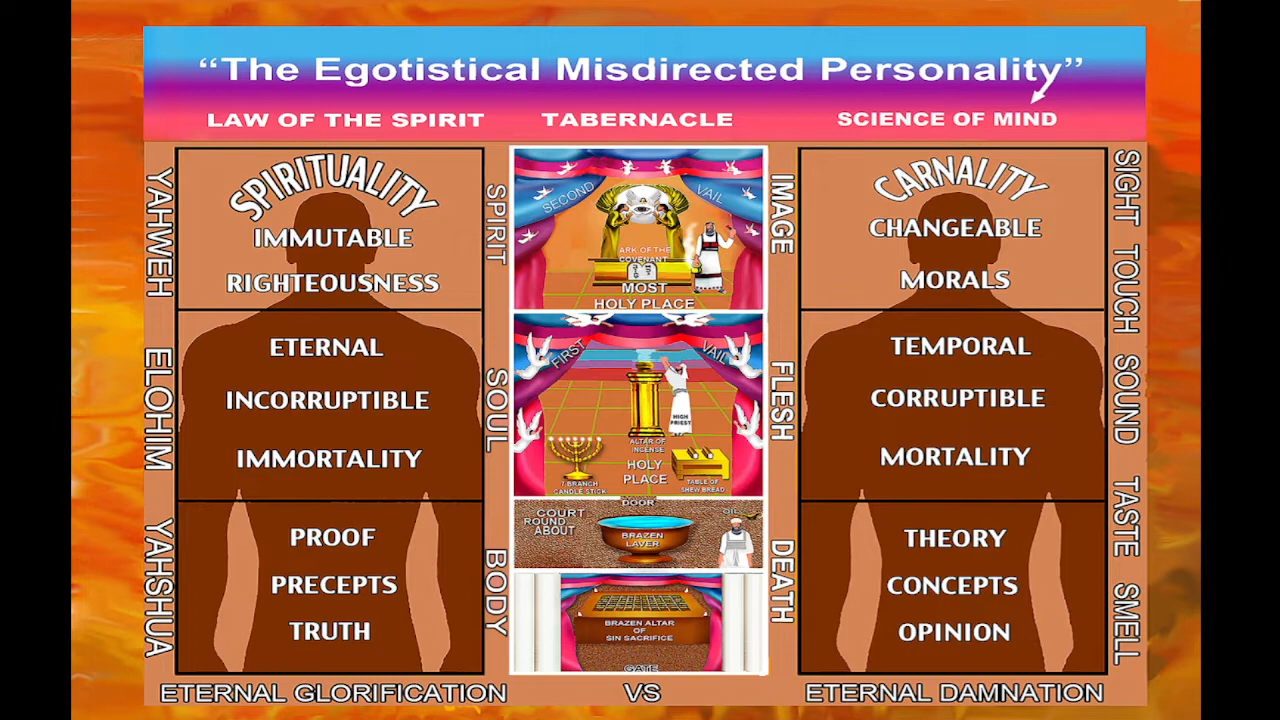 “The Egotistical Misdirected Personality”
LAW OF THE SPIRIT
TABERNACLE
SCIENCE OF MIND
YAHWEH
ELOHIM
YAHSHUA
SPIRITUALITY
IMMUTABLE
RIGHTEOUSNESS
ETERNAL
INCORRUPTIBLE
IMMORTALITY
PROOF
PRECEPTS
TRUTH
SPIRIT
SOUL
BODY
SECOND
VAIL
ARK OF THE
COVENANT
MOST
HOLY PLACE
FIRST
VAIL
HIGH
PRIEST
ALTAR OF
INCENSE
HOLY
PLACE
7 BRANCH
CANDLE STICK
TABLE OF
SHEW BREAD
DOOR
COURT
ROUND
ABOUT
OIL
BRAZEN
LAVER
BRAZEN ALTAR
OF
SIN SACRIFICE
GATE
IMAGE
FLESH
DEATH
CARNALITY
CHANGEABLE
MORALS
TEMPORAL
CORRUPTIBLE
MORTALITY
THEORY
CONCEPTS
OPINION
SIGHT
TOUCH
SOUND
TASTE
SMELL
ETERNAL GLORIFICATION
VS
ETERNAL DAMNATION